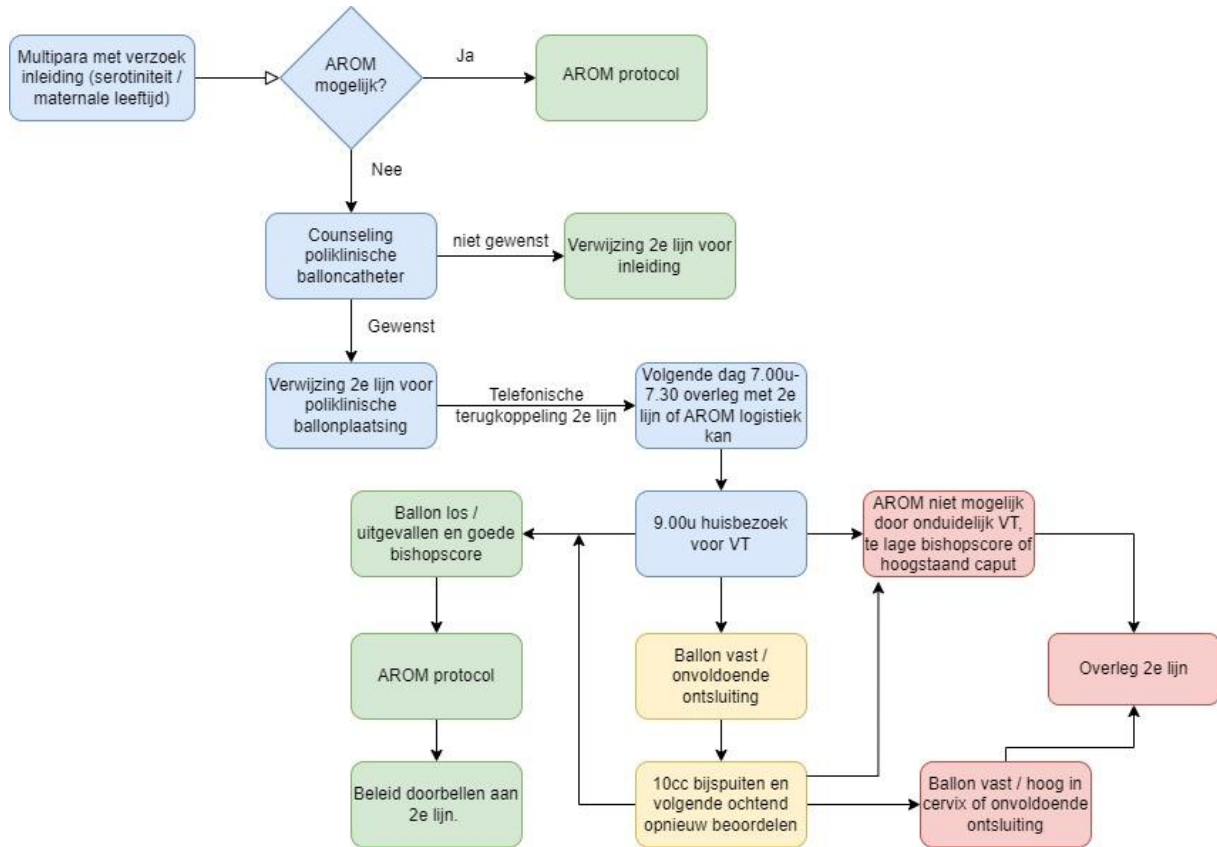 Multipara met verzoek
inleiding (serotiniteit /
maternale leeftijd)
AROM
mogelijk?
Ja
AROM protocol
Nee
Counseling
poliklinische
balloncatheter
niet gewenst
Verwijzing 2e lijn voor
inleiding
Gewenst
Verwijzing 2e lijn voor
poliklinische
ballonplaatsing
Telefonische
terugkoppeling 2e lijn
Volgende dag 7.00u-
7.30 overleg met 2e
lijn of AROM logistiek
kan
Ballon los /
uitgevallen en goede
bishopscore
9.00u huisbezoek
voor VT
AROM niet mogelijk
door onduidelijk VT,
te lage bishopscore of
hoogstaand caput
AROM protocol
Ballon vast /
onvoldoende
ontsluiting
Overleg 2e lijn
Beleid doorbellen aan
2e lijn.
10cc bijspuiten en
volgende ochtend
opnieuw beoordelen
Ballon vast / hoog in
cervix of onvoldoende
ontsluiting